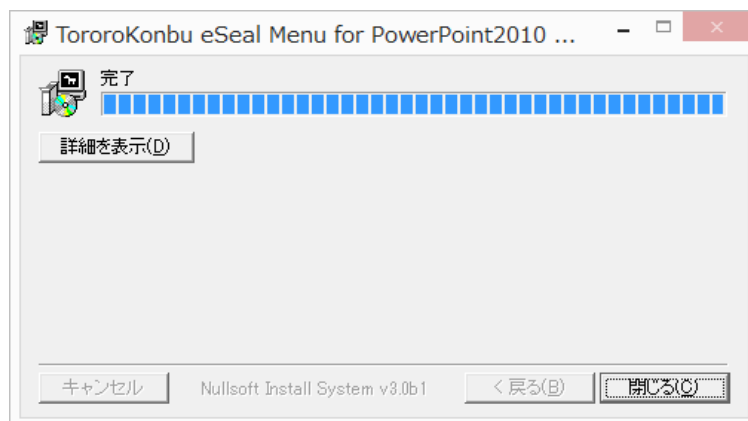 TororoKonbu eSeal Menu for PowerPoint2010 ...
完了
詳細を表示(D)
キャンセル Nullsoft Install System v3.0b1 < 戻る(B) 閉じる(C)